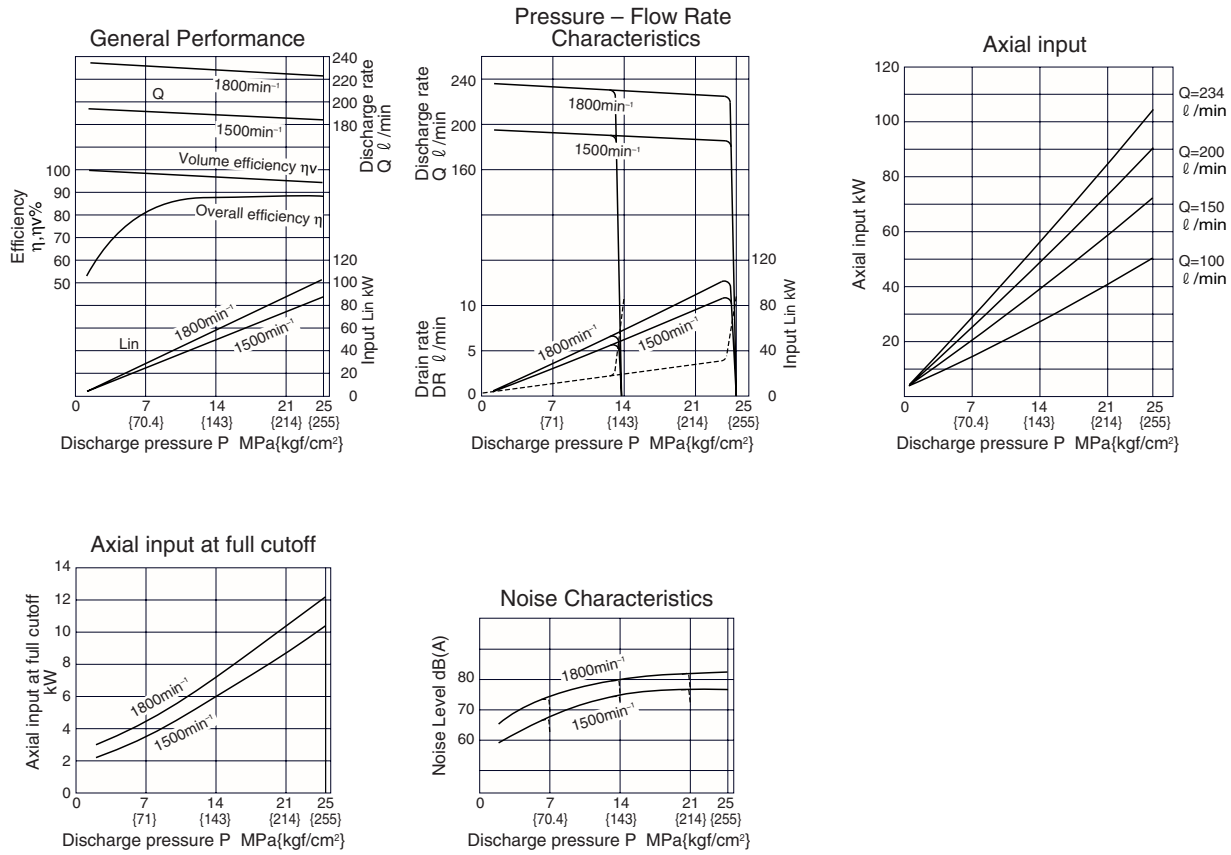 General Performance
240
220
200
180
Discharge rate
Q ℓ /min
1800min⁻¹
Q
1500min⁻¹
Volume efficiency ηv
Overall efficiency η
100
90
80
70
60
50
Efficiency
η,ηv%
120
100
80
60
40
20
0
Input Lin kW
1800min⁻¹
1500min⁻¹
Lin
0
7
14
21
25
{70.4}
{143}
{214}
{255}
Discharge pressure P MPa{kgf/cm²}
Pressure – Flow Rate
Characteristics
240
200
160
Discharge rate
Q ℓ /min
1800min⁻¹
1500min⁻¹
10
5
0
Drain rate
DR ℓ /min
120
80
40
0
Input Lin kW
1800min⁻¹
1500min⁻¹
0
7
14
21
25
{71}
{143}
{214}
{255}
Discharge pressure P MPa{kgf/cm²}
Axial input
120
100
80
60
40
20
0
Axial input kW
Q=234
ℓ /min
Q=200
ℓ /min
Q=150
ℓ /min
Q=100
ℓ /min
7
14
21
25
{70.4}
{143}
{214}
{255}
Discharge pressure P MPa{kgf/cm²}
Axial input at full cutoff
14
12
10
8
6
4
2
0
Axial input at full cutoff
kW
1800min⁻¹
1500min⁻¹
0
7
14
21
25
{71}
{143}
{214}
{255}
Discharge pressure P MPa{kgf/cm²}
Noise Characteristics
80
70
60
Noise Level dB(A)
1800min⁻¹
1500min⁻¹
0
7
14
21
25
{70.4}
{143}
{214}
{255}
Discharge pressure P MPa{kgf/cm²}